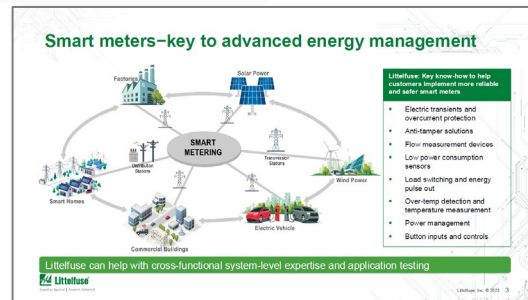 Smart meters–key to advanced energy management
Factories
Solar Power
SMART
METERING
Distribution
Stations
Transmission
Stations
Smart Homes
Wind Power
Commercial Buildings
Electric Vehicle
Littelfuse: Key know-how to help
customers implement more reliable
and safer smart meters
• Electric transients and
overcurrent protection
• Anti-tamper solutions
• Flow measurement devices
• Low power consumption
sensors
• Load switching and energy
pulse out
• Over-temp detection and
temperature measurement
• Power management
• Button inputs and controls
Littelfuse can help with cross-functional system-level expertise and application testing
Littelfuse®
Expertise Applied | Answers Delivered
Littelfuse, Inc. © 2023 3